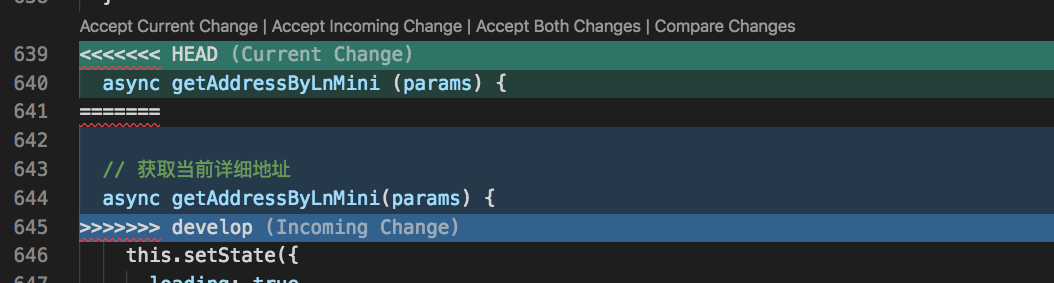 Accept Current Change | Accept Incoming Change | Accept Both Changes | Compare Changes
639 <<<<<<< HEAD (Current Change)
640 async getAddressByLnMini (params) {
641 =======
642
643 // 获取当前详细地址
644 async getAddressByLnMini(params) {
645 >>>>>>> develop (Incoming Change)
646 this.setState({
647 loading: true